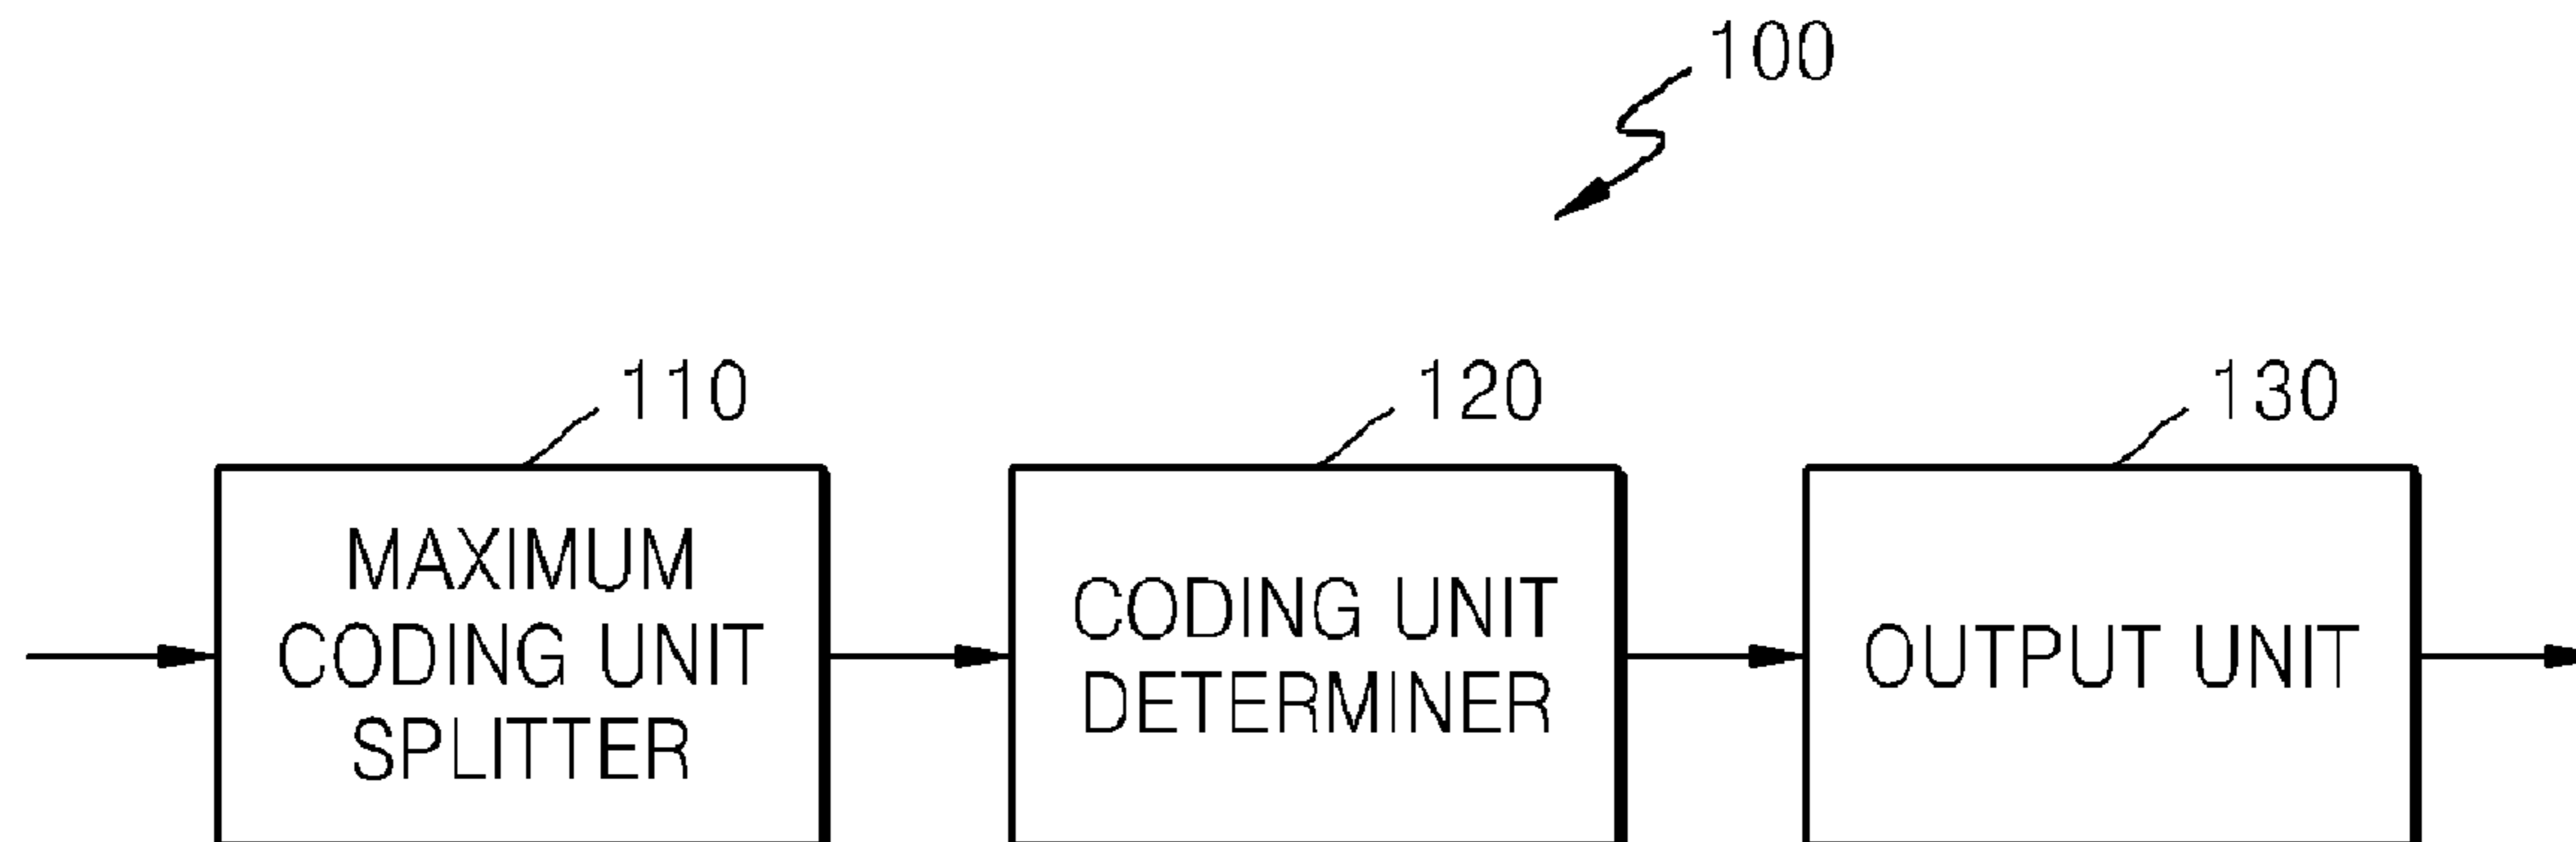 100
110
120
130
MAXIMUM
CODING UNIT
SPLITTER
CODING UNIT
DETERMINER
OUTPUT UNIT